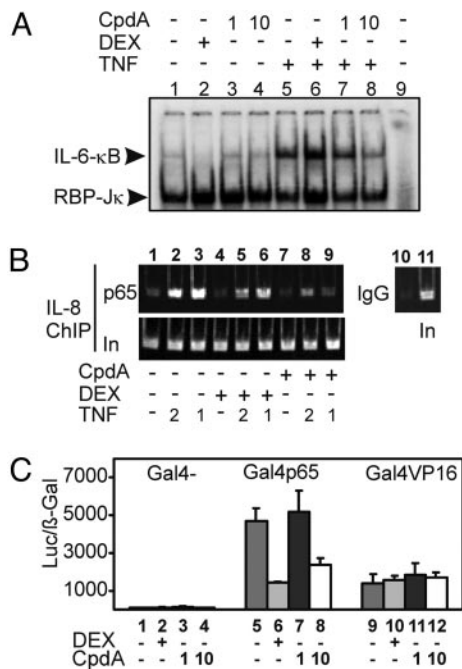 A
CpdA - - 1 10 - - 1 10 -
DEX - + - - - + - - -
TNF - - - - + + + + -
1 2 3 4 5 6 7 8 9
IL-6-κB
RBP-Jκ
B
1 2 3 4 5 6 7 8 9 10 11
IL-8 ChIP
p65
IgG
In
In
CpdA - - - - - - + + +
DEX - - - + + + - - -
TNF - 2 1 - 2 1 - 2 1
C
Gal4- Gal4p65 Gal4VP16
Luc/ß-Gal
7000
5000
3000
1000
1 2 3 4 5 6 7 8 9 10 11 12
DEX - + - - - + - - - + - -
CpdA - - 1 10 - - 1 10 - - 1 10